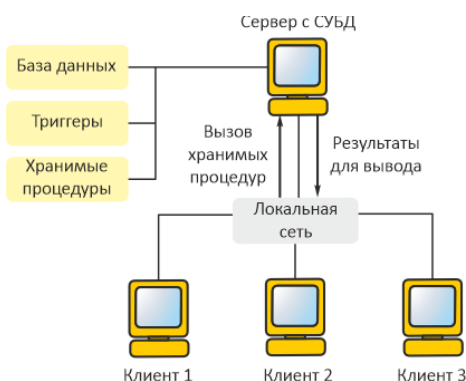 Сервер с СУБД
База данных
Триггеры
Хранимые
процедуры
Вызов
хранимых
процедур
Результаты
для вывода
Локальная
сеть
Клиент 1
Клиент 2
Клиент 3